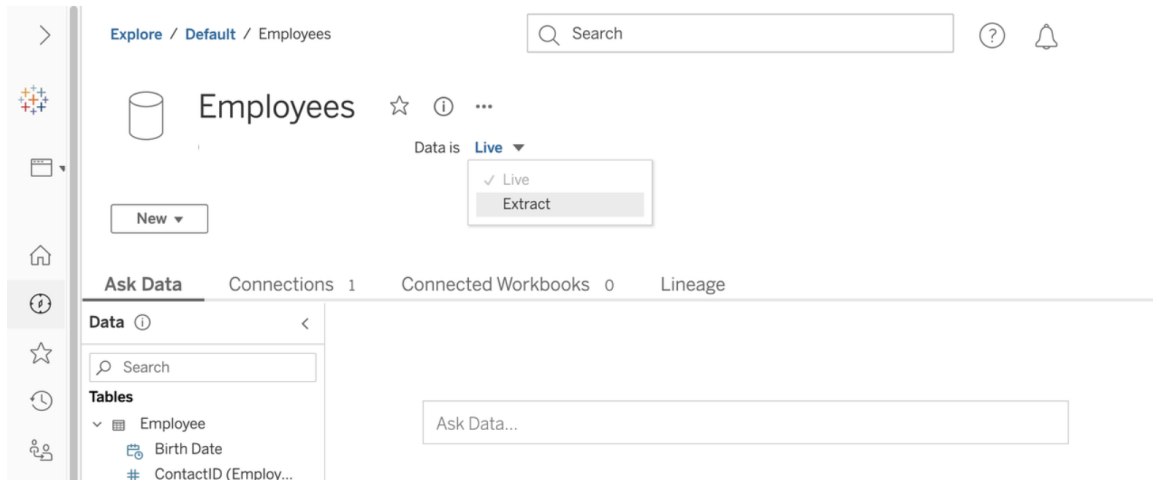 Explore / Default / Employees
Search
Employees
Data is Live
Live
Extract
New
Ask Data
Connections 1
Connected Workbooks 0
Lineage
Data
Search
Tables
Employee
Birth Date
ContactID (Employ...
Ask Data...